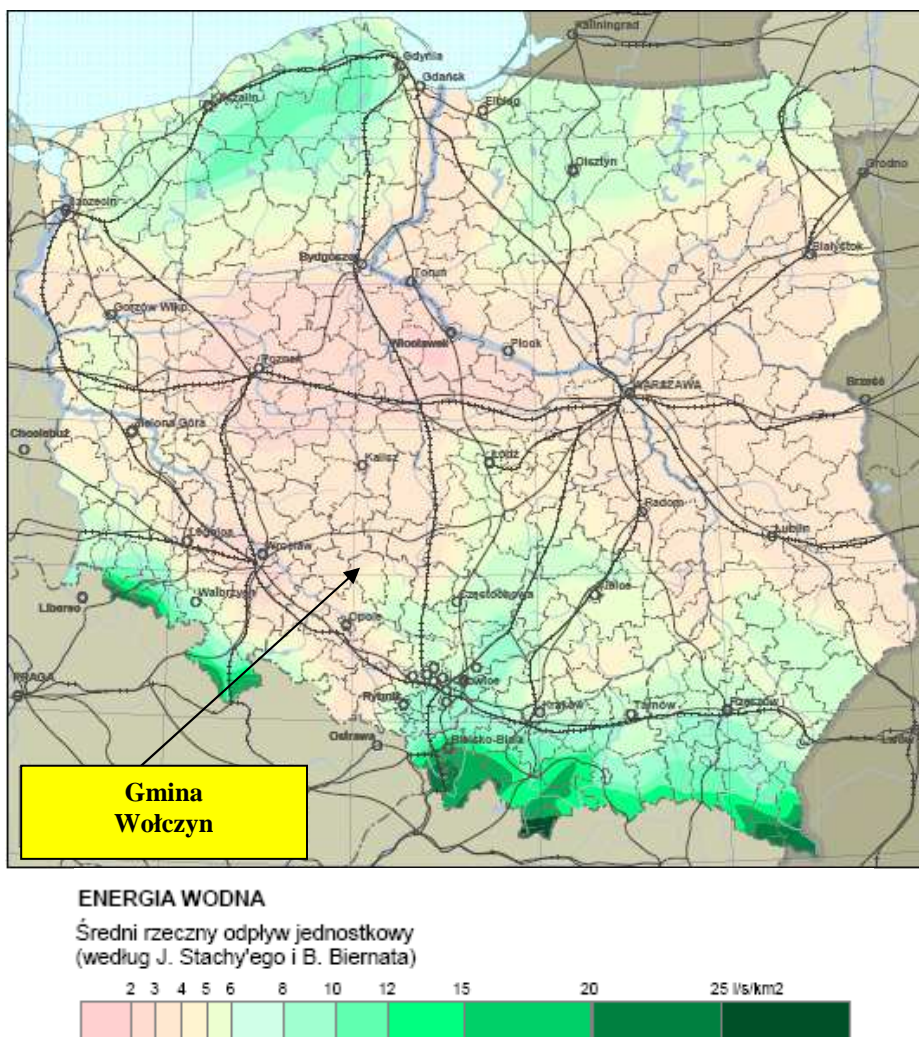 Kaliningrad
Gdynia
Gdańsk
Koszalin
Elbląg
Olsztyn
Grodno
Szczecin
Białystok
Bydgoszcz
Toruń
Gorzów Wlkp.
Włocławek
Płock
Poznań
WARSZAWA
Brześć
Zielona Góra
Chociebuż
Kalisz
Łódź
Radom
Legnica
Wrocław
Lublin
Kielce
Liberec
Wałbrzych
Częstochowa
Opole
PRAGA
Katowice
Rybnik
Kraków
Tarnów
Rzeszów
Ostrawa
Bielsko-Biała
Lwów
Gmina
Wołczyn
ENERGIA WODNA
Średni rzeczny odpływ jednostkowy
(według J. Stachy'ego i B. Biernata)
2 3 4 5 6 8 10 12 15 20 25 l/s/km2